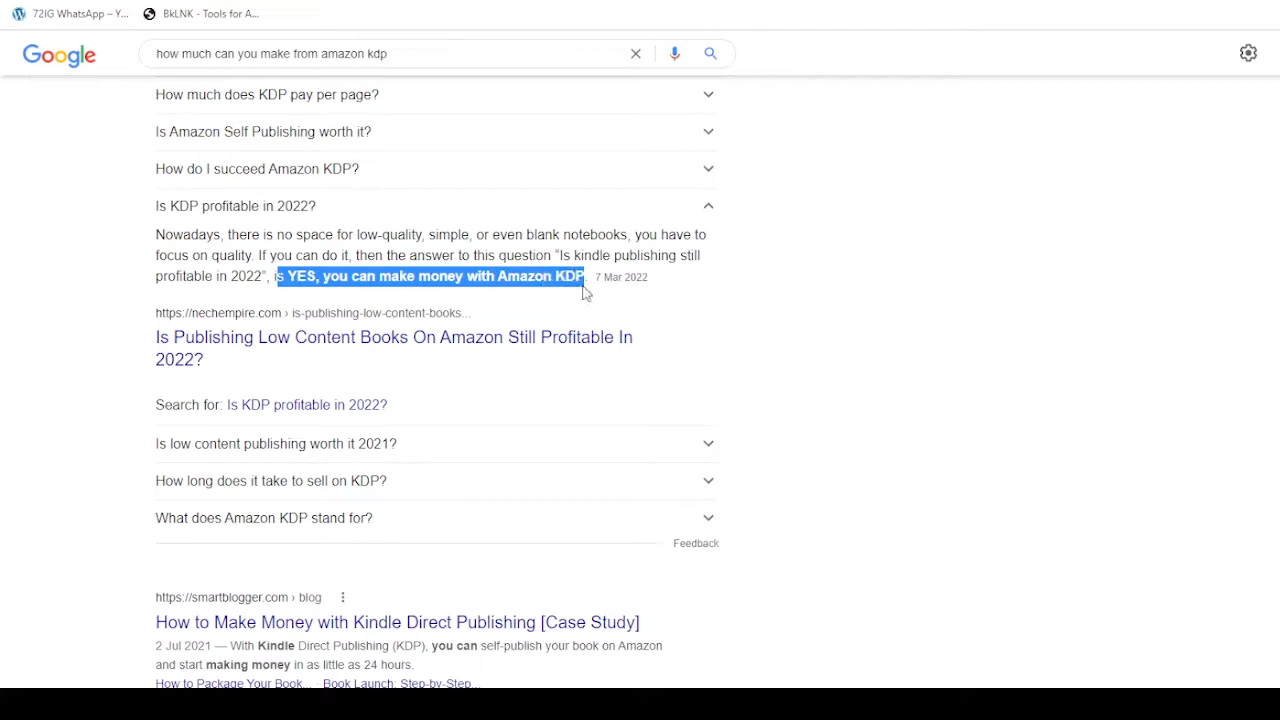 72IG WhatsApp – Y... BkLNK - Tools for A...
Google how much can you make from amazon kdp
How much does KDP pay per page?
Is Amazon Self Publishing worth it?
How do I succeed Amazon KDP?
Is KDP profitable in 2022?
Nowadays, there is no space for low-quality, simple, or even blank notebooks, you have to
focus on quality. If you can do it, then the answer to this question “Is kindle publishing still
profitable in 2022”, is YES, you can make money with Amazon KDP. 7 Mar 2022
https://nechempire.com › is-publishing-low-content-books...
Is Publishing Low Content Books On Amazon Still Profitable In
2022?
Search for: Is KDP profitable in 2022?
Is low content publishing worth it 2021?
How long does it take to sell on KDP?
What does Amazon KDP stand for?
Feedback
https://smartblogger.com › blog
How to Make Money with Kindle Direct Publishing [Case Study]
2 Jul 2021 — With Kindle Direct Publishing (KDP), you can self-publish your book on Amazon
and start making money in as little as 24 hours.
How to Package Your Book... · Book Launch: Step-by-Step...